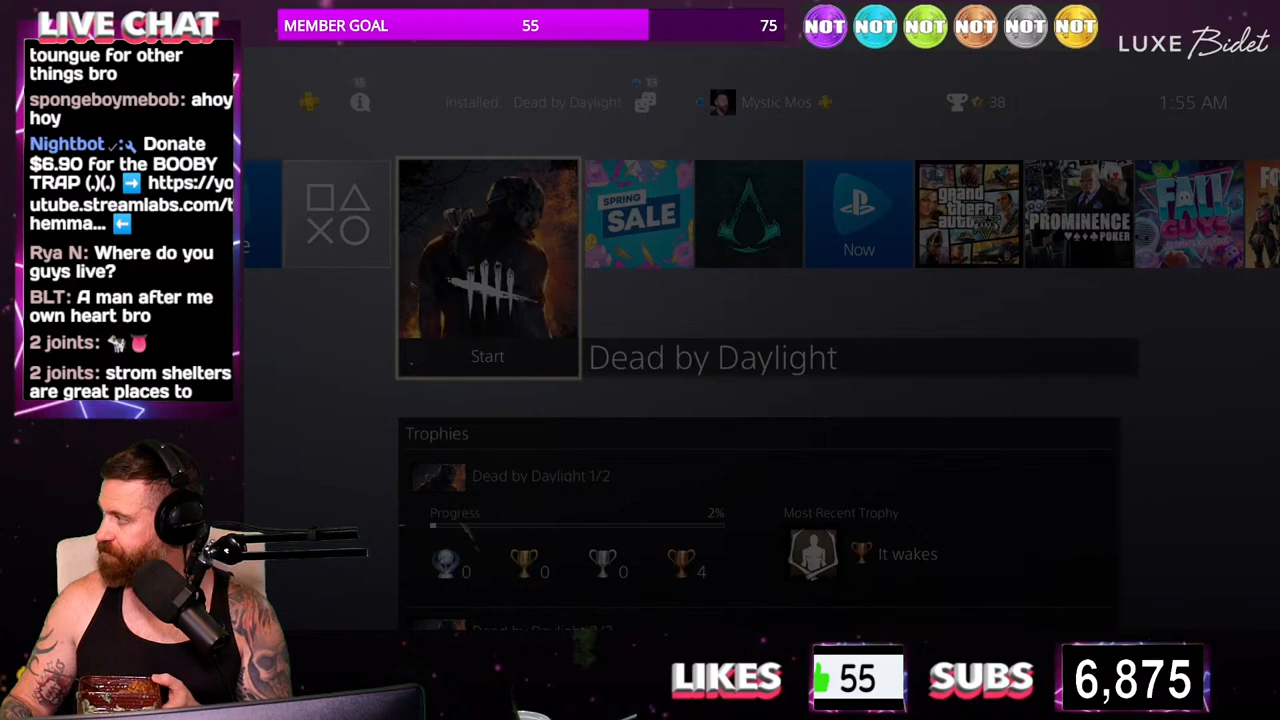 LIVE CHAT
toungue for other
things bro
spongeboymebob: ahoy
hoy
Nightbot Donate
$6.90 for the BOOBY
TRAP (.)(.) ➡️ https://yo
utube.streamlabs.com/t
hemma... ⬅️
Rya N: Where do you
guys live?
BLT: A man after me
own heart bro
2 joints: 🐄👅
2 joints: strom shelters
are great places to
MEMBER GOAL 55 75
NOT NOT NOT NOT NOT NOT
LUXE Bidet
15
Installed: Dead by Daylight 13 Mystic Mos 38 1:55 AM
SPRING
SALE
Now
grand
theft
auto
V
PROMINENCE
POKER
FALL
GUYS
Start
Dead by Daylight
Trophies
Dead by Daylight 1/2
Progress 2%
0 0 0 4
Most Recent Trophy
It wakes
LIKES 55 SUBS 6,875